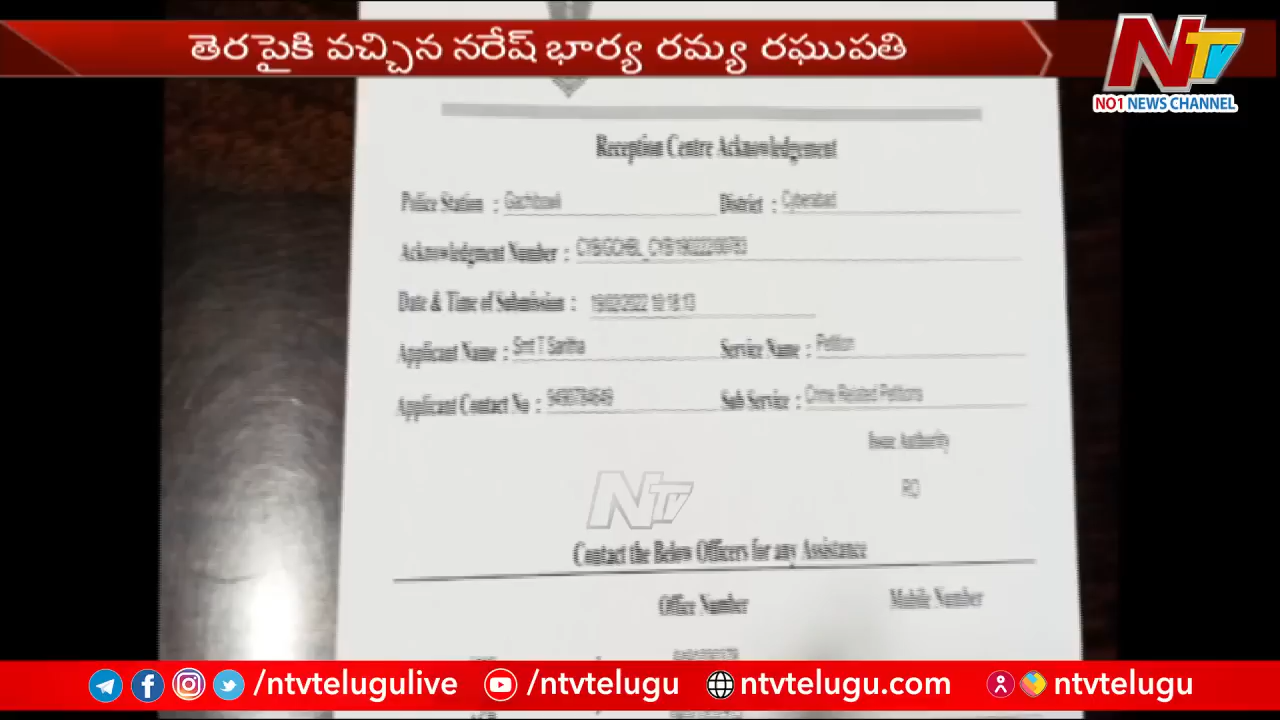 తెరపైకి వచ్చిన నరేష్ భార్య రమ్య రఘుపతి
NTV
NO1 NEWS CHANNEL
Reception Centre Acknowledgement
Police Station : Gachibowli District : Cyberabad
Acknowledgment Number :
Date & Time of Submission : 19/02/2022
Applicant Name : Smt T Saritha Service Name : Petition
Applicant Contact No : Sub Service : Crime Related Petitions
Issue Authority
RO
NTV
Contact the Below Officers for any Assistance
Office Number Mobile Number
/ntvtelugulive /ntvtelugu ntvtelugu.com ntvtelugu